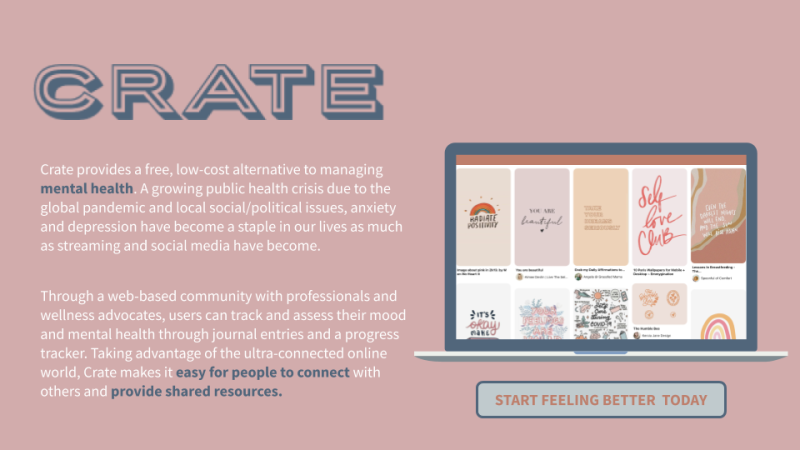 CRATE
Crate provides a free, low-cost alternative to managing
mental health. A growing public health crisis due to the
global pandemic and local social/political issues, anxiety
and depression have become a staple in our lives as much
as streaming and social media have become.
Through a web-based community with professionals and
wellness advocates, users can track and assess their mood
and mental health through journal entries and a progress
tracker. Taking advantage of the ultra-connected online
world, Crate makes it easy for people to connect with
others and provide shared resources.
RADIATE
POSITIVITY
YOU ARE
beautiful
TAKE
YOUR
DREAMS
SERIOUSLY
Self
love
Club
You are beautiful
IT'S
okay
MAKE
COVID
START FEELING BETTER TODAY